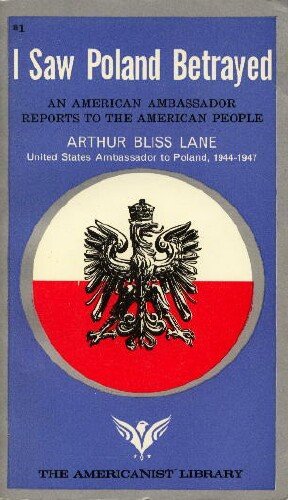 #1
I Saw Poland Betrayed
AN AMERICAN AMBASSADOR
REPORTS TO THE AMERICAN PEOPLE
ARTHUR BLISS LANE
United States Ambassador to Poland, 1944-1947
THE AMERICANIST LIBRARY